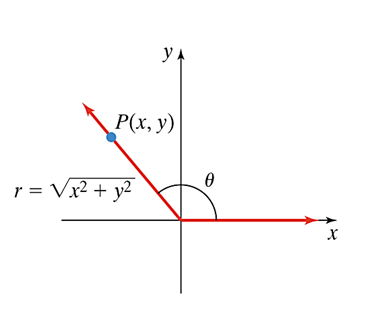 y
P(x, y)
θ
r = √x² + y²
x